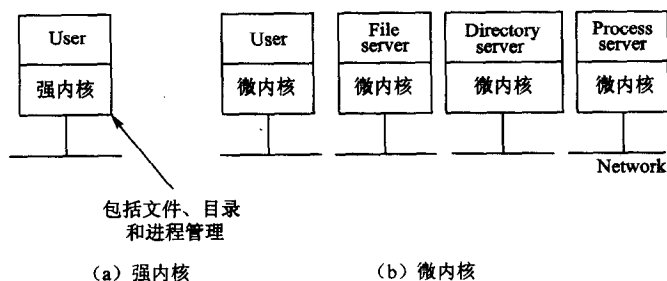 User
强内核
包括文件、目录
和进程管理
(a) 强内核
User
微内核
File
server
微内核
Directory
server
微内核
Process
server
微内核
Network
(b) 微内核